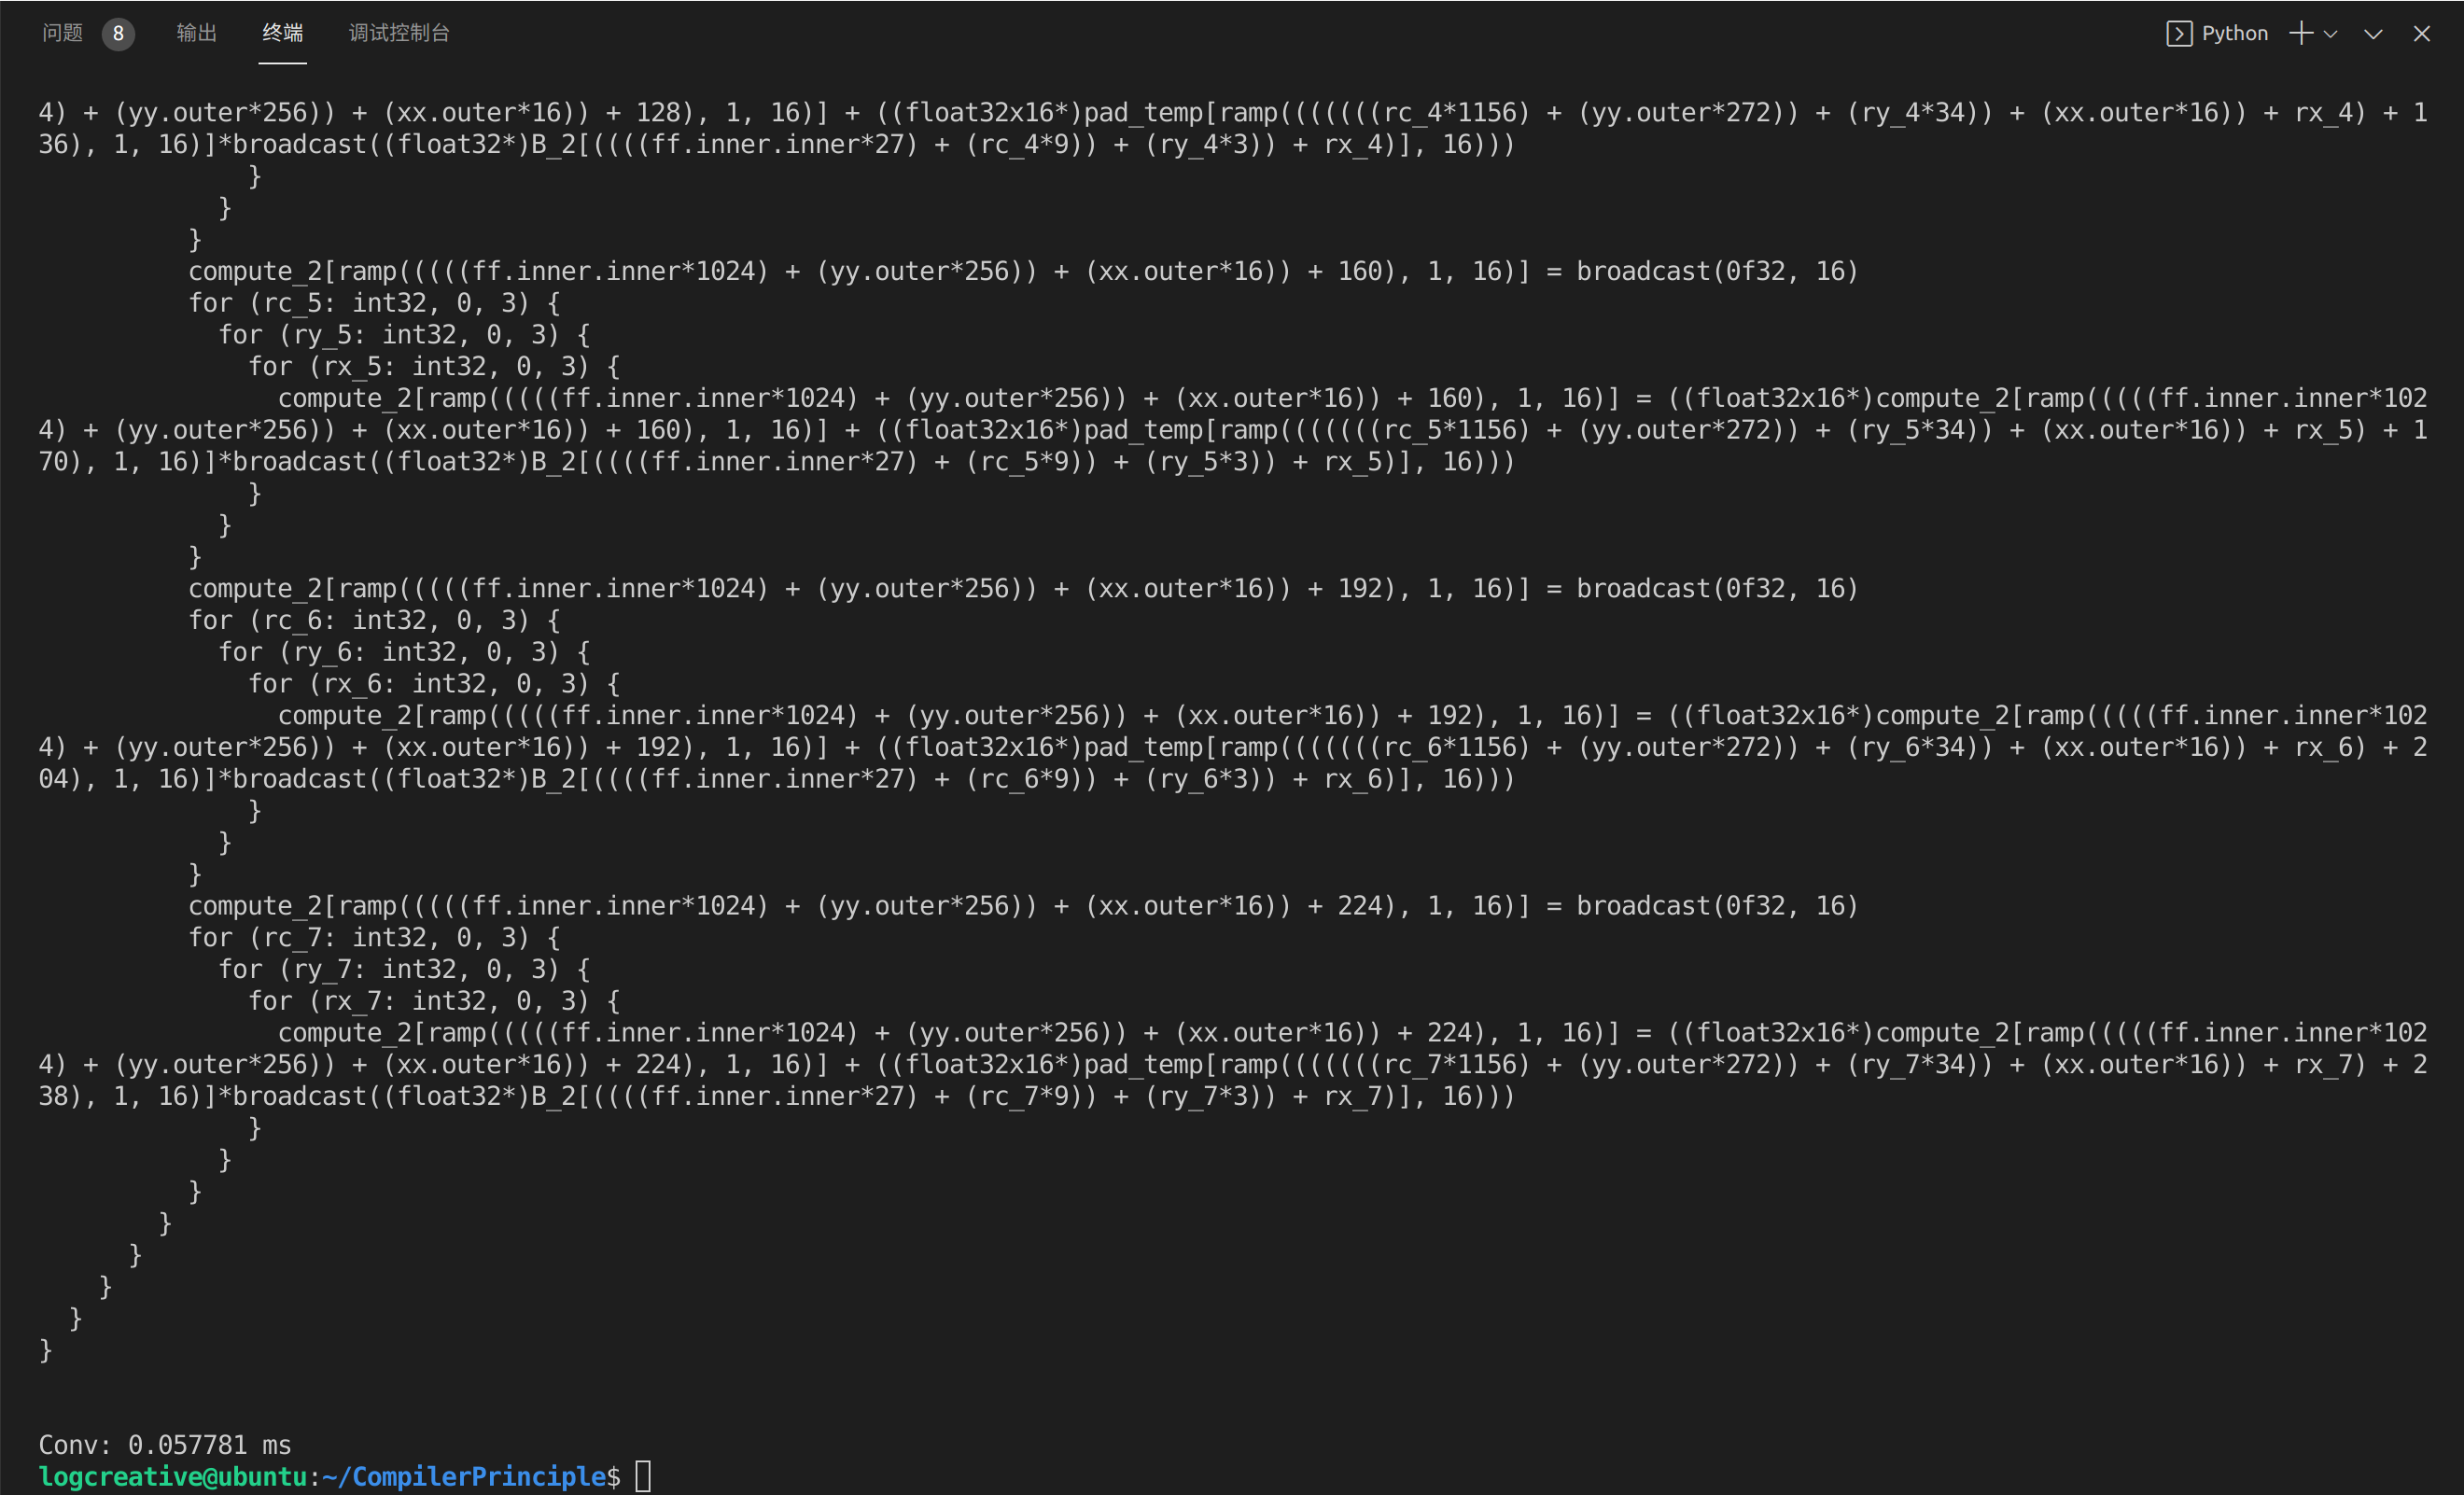 问题 8 输出 终端 调试控制台 Python
4) + (yy.outer*256)) + (xx.outer*16)) + 128), 1, 16)] + ((float32x16*)pad_temp[ramp(((((((rc_4*1156) + (yy.outer*272)) + (ry_4*34)) + (xx.outer*16)) + rx_4) + 1
36), 1, 16)]*broadcast((float32*)B_2[((((ff.inner.inner*27) + (rc_4*9)) + (ry_4*3)) + rx_4)], 16)))
}
}
}
compute_2[ramp(((((ff.inner.inner*1024) + (yy.outer*256)) + (xx.outer*16)) + 160), 1, 16)] = broadcast(0f32, 16)
for (rc_5: int32, 0, 3) {
for (ry_5: int32, 0, 3) {
for (rx_5: int32, 0, 3) {
compute_2[ramp(((((ff.inner.inner*1024) + (yy.outer*256)) + (xx.outer*16)) + 160), 1, 16)] = ((float32x16*)compute_2[ramp(((((ff.inner.inner*102
4) + (yy.outer*256)) + (xx.outer*16)) + 160), 1, 16)] + ((float32x16*)pad_temp[ramp(((((((rc_5*1156) + (yy.outer*272)) + (ry_5*34)) + (xx.outer*16)) + rx_5) + 1
70), 1, 16)]*broadcast((float32*)B_2[((((ff.inner.inner*27) + (rc_5*9)) + (ry_5*3)) + rx_5)], 16)))
}
}
}
compute_2[ramp(((((ff.inner.inner*1024) + (yy.outer*256)) + (xx.outer*16)) + 192), 1, 16)] = broadcast(0f32, 16)
for (rc_6: int32, 0, 3) {
for (ry_6: int32, 0, 3) {
for (rx_6: int32, 0, 3) {
compute_2[ramp(((((ff.inner.inner*1024) + (yy.outer*256)) + (xx.outer*16)) + 192), 1, 16)] = ((float32x16*)compute_2[ramp(((((ff.inner.inner*102
4) + (yy.outer*256)) + (xx.outer*16)) + 192), 1, 16)] + ((float32x16*)pad_temp[ramp(((((((rc_6*1156) + (yy.outer*272)) + (ry_6*34)) + (xx.outer*16)) + rx_6) + 2
04), 1, 16)]*broadcast((float32*)B_2[((((ff.inner.inner*27) + (rc_6*9)) + (ry_6*3)) + rx_6)], 16)))
}
}
}
compute_2[ramp(((((ff.inner.inner*1024) + (yy.outer*256)) + (xx.outer*16)) + 224), 1, 16)] = broadcast(0f32, 16)
for (rc_7: int32, 0, 3) {
for (ry_7: int32, 0, 3) {
for (rx_7: int32, 0, 3) {
compute_2[ramp(((((ff.inner.inner*1024) + (yy.outer*256)) + (xx.outer*16)) + 224), 1, 16)] = ((float32x16*)compute_2[ramp(((((ff.inner.inner*102
4) + (yy.outer*256)) + (xx.outer*16)) + 224), 1, 16)] + ((float32x16*)pad_temp[ramp(((((((rc_7*1156) + (yy.outer*272)) + (ry_7*34)) + (xx.outer*16)) + rx_7) + 2
38), 1, 16)]*broadcast((float32*)B_2[((((ff.inner.inner*27) + (rc_7*9)) + (ry_7*3)) + rx_7)], 16)))
}
}
}
}
}
}
}
}
Conv: 0.057781 ms
logcreative@ubuntu:~/CompilerPrinciple$